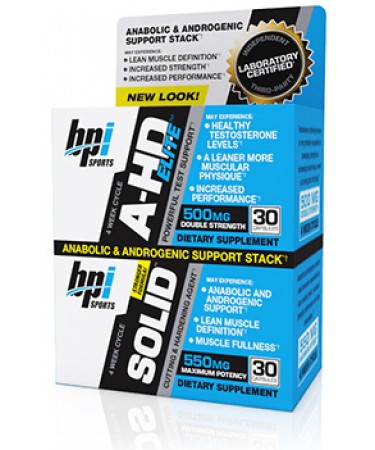 ANABOLIC & ANDROGENIC
SUPPORT STACK*†
MAY EXPERIENCE:
• LEAN MUSCLE DEFINITION*†
• INCREASED STRENGTH*†
• INCREASED PERFORMANCE*†
NEW LOOK!
INDEPENDENT
LABORATORY
CERTIFIED
THIRD-PARTY
bpi
SPORTS
4 WEEK CYCLE
A-HD
ELITE™
POWERFUL TEST SUPPORT*†
MAY EXPERIENCE:
• HEALTHY
TESTOSTERONE
LEVELS*†
• A LEANER MORE
MUSCULAR
PHYSIQUE*†
• INCREASED
PERFORMANCE*†
500MG
DOUBLE STRENGTH
30
CAPSULES
DIETARY SUPPLEMENT
ANABOLIC & ANDROGENIC SUPPORT STACK*†
bpi
SPORTS
4 WEEK CYCLE
SOLID™
CUTTING & HARDENING AGENT*†
MAY EXPERIENCE:
• ANABOLIC AND
ANDROGENIC
SUPPORT*†
• LEAN MUSCLE
DEFINITION*†
• MUSCLE FULLNESS*†
550MG
MAXIMUM POTENCY
30
CAPSULES
DIETARY SUPPLEMENT